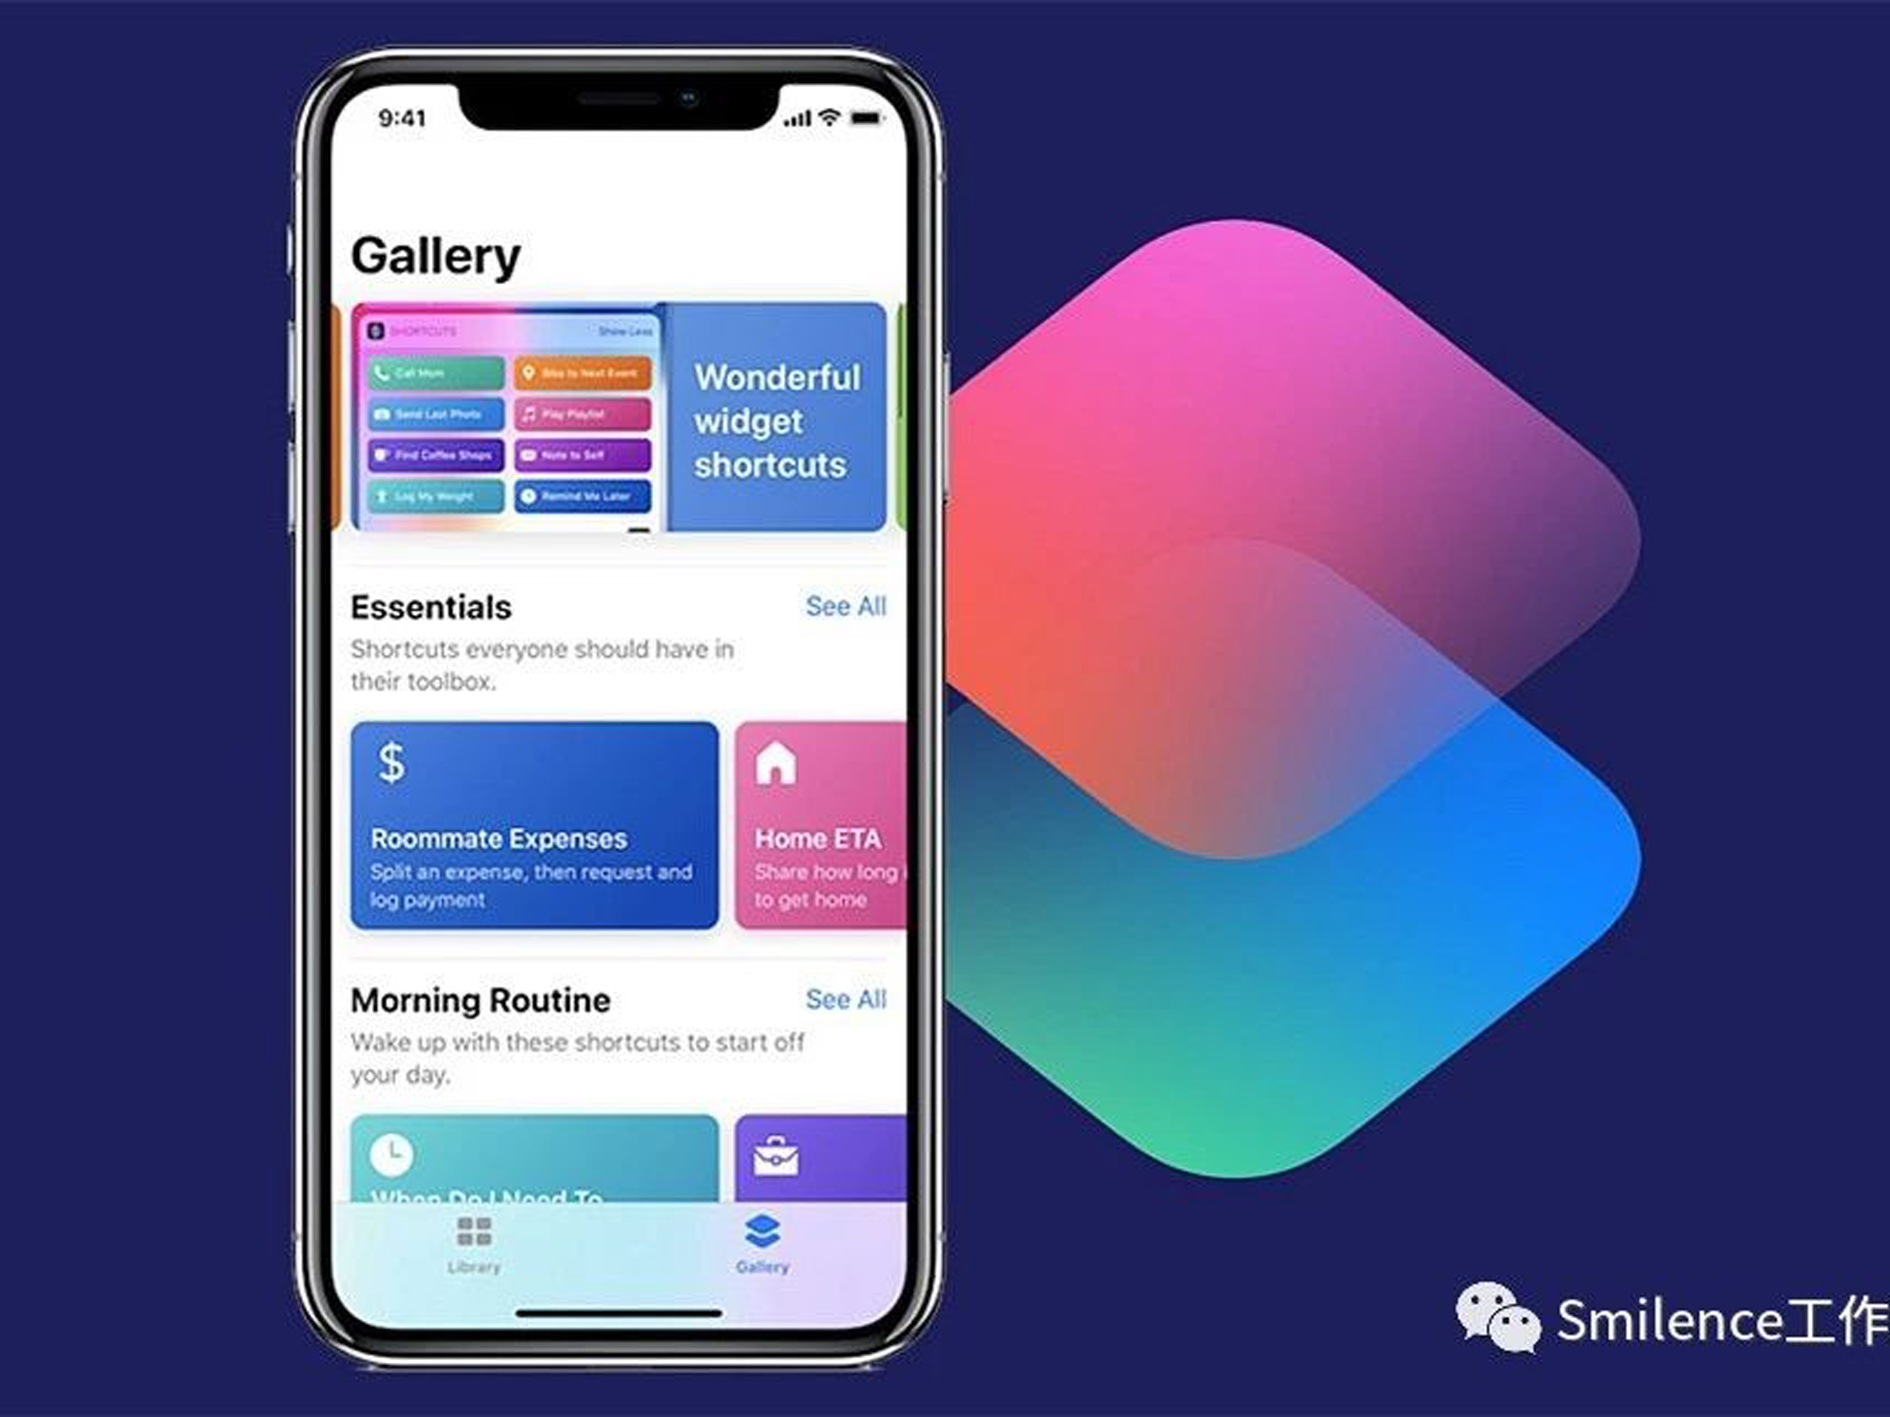 9:41
Gallery
SHORTCUTS
Show Less
Call Mom
Bike to Next Event
Send Last Photo
Play Playlist
Find Coffee Shops
Note to Self
Log My Weight
Remind Me Later
Wonderful
widget
shortcuts
Essentials
See All
Shortcuts everyone should have in
their toolbox.
$
Roommate Expenses
Split an expense, then request and
log payment
Home ETA
Share how long
to get home
Morning Routine
See All
Wake up with these shortcuts to start off
your day.
When Do I Need To
Library
Gallery
Smilence工作